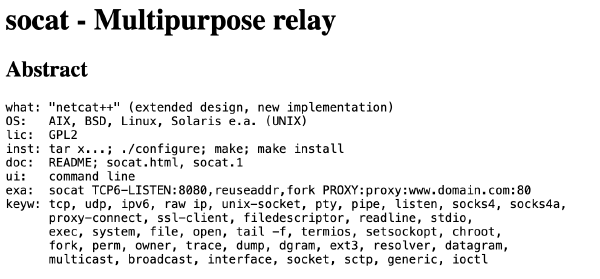 socat - Multipurpose relay
Abstract
what: "netcat++" (extended design, new implementation)
OS: AIX, BSD, Linux, Solaris e.a. (UNIX)
lic: GPL2
inst: tar x...; ./configure; make; make install
doc: README; socat.html, socat.1
ui: command line
exa: socat TCP6-LISTEN:8080,reuseaddr,fork PROXY:proxy:www.domain.com:80
keyw: tcp, udp, ipv6, raw ip, unix-socket, pty, pipe, listen, socks4, socks4a,
proxy-connect, ssl-client, filedescriptor, readline, stdio,
exec, system, file, open, tail -f, termios, setsockopt, chroot,
fork, perm, owner, trace, dump, dgram, ext3, resolver, datagram,
multicast, broadcast, interface, socket, sctp, generic, ioctl